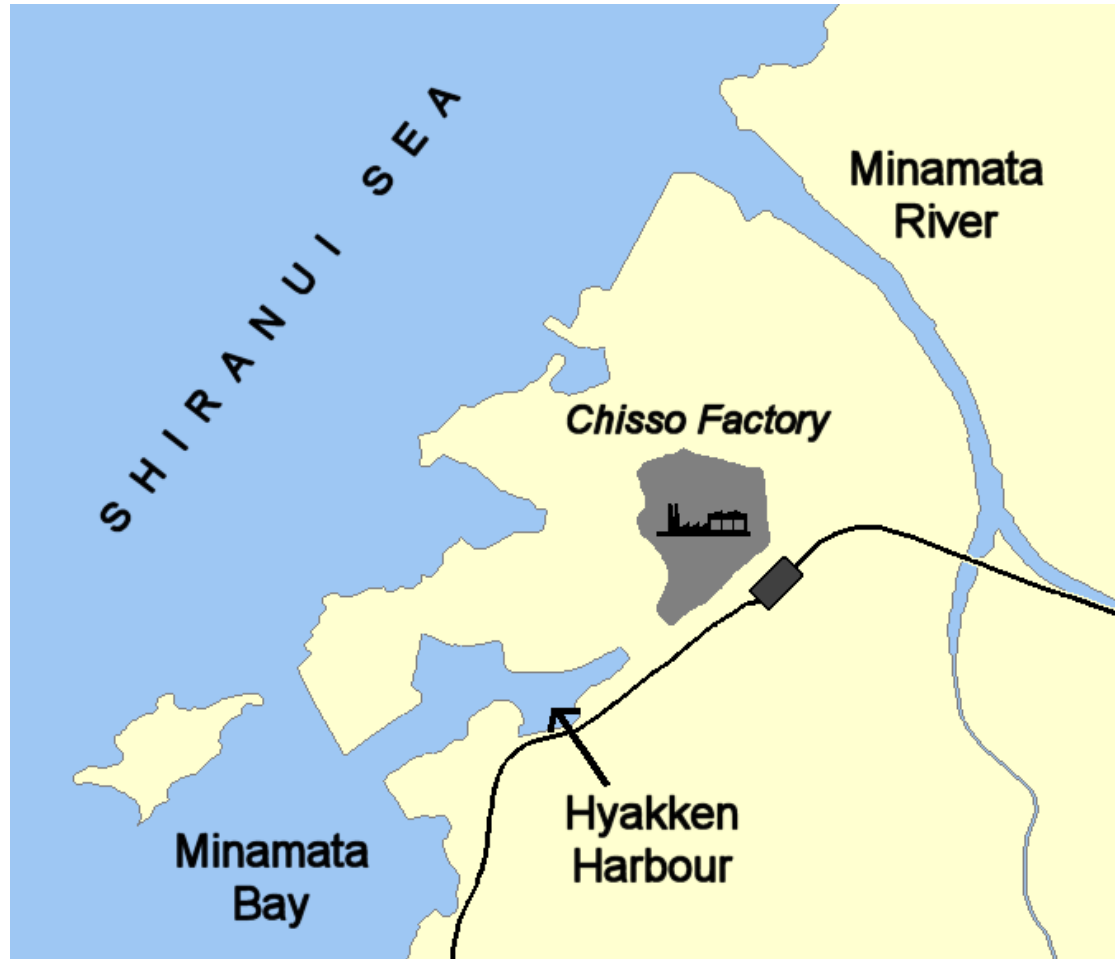 SHIRANUI SEA
Minamata
River
Chisso Factory
Hyakken
Harbour
Minamata
Bay